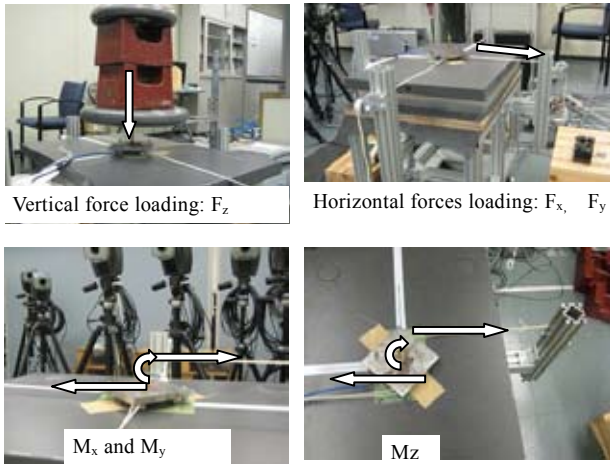 Vertical force loading: Fz
Horizontal forces loading: Fx, Fy
Mx and My
Mz